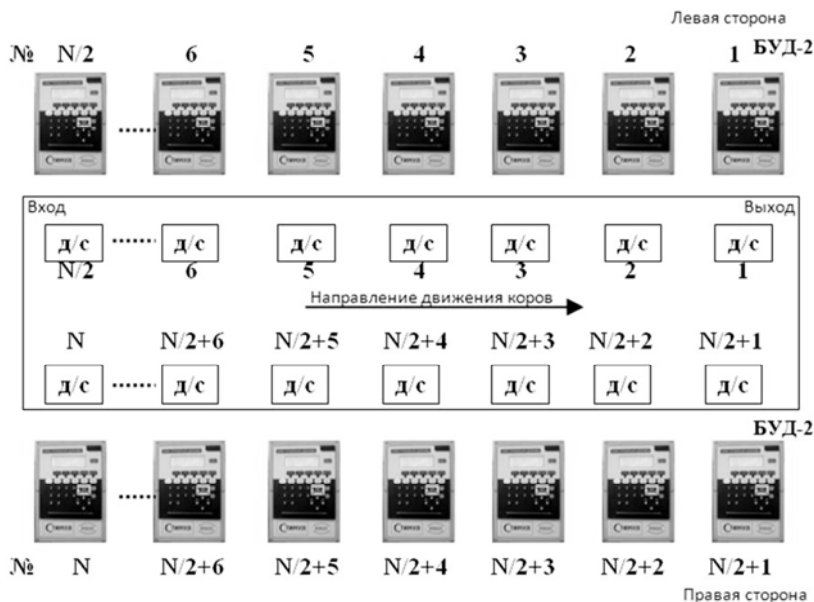 Левая сторона
№ N/2 6 5 4 3 2 1 БУД-2
Вход Выход
д/с д/с д/с д/с д/с д/с д/с
N/2 6 5 4 3 2 1
Направление движения коров
N N/2+6 N/2+5 N/2+4 N/2+3 N/2+2 N/2+1
д/с д/с д/с д/с д/с д/с д/с
БУД-2
№ N N/2+6 N/2+5 N/2+4 N/2+3 N/2+2 N/2+1
Правая сторона